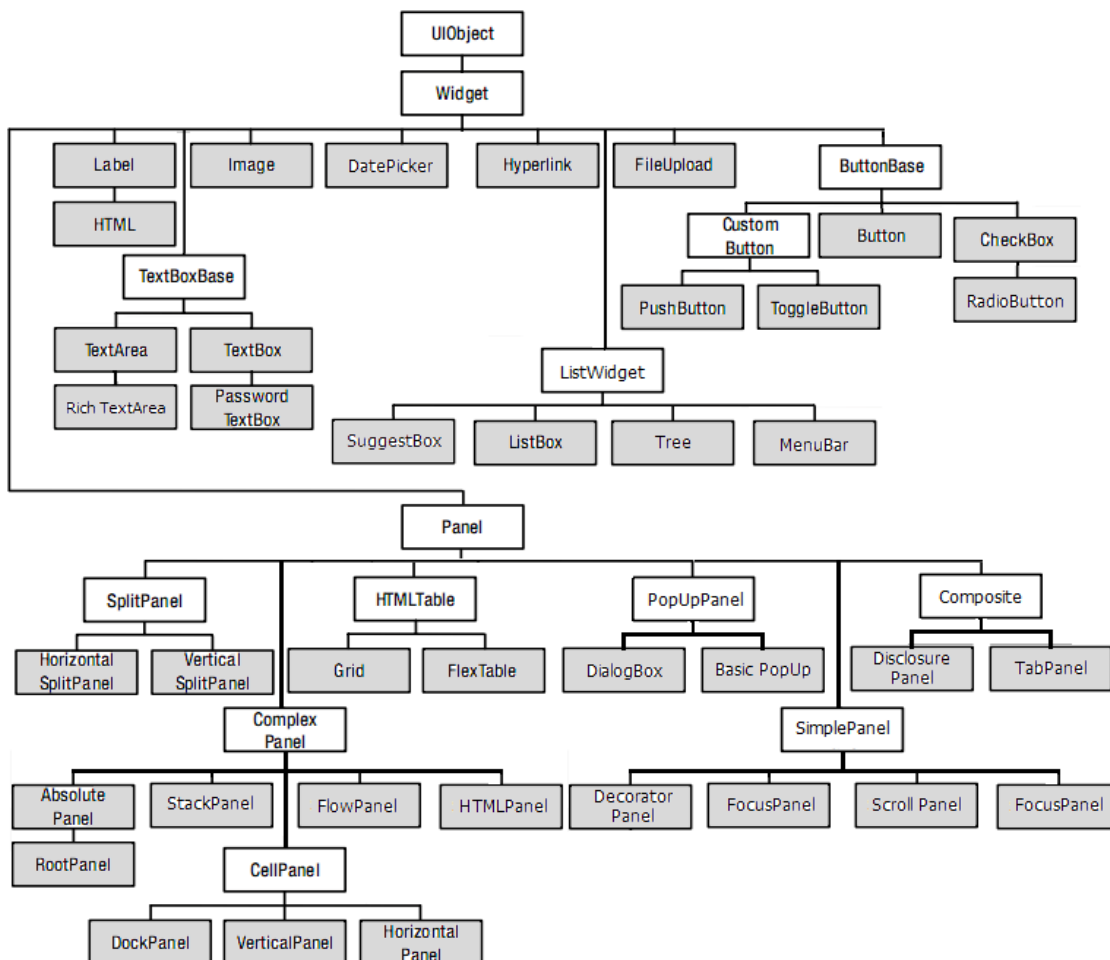 UIObject
Widget
Label
Image
DatePicker
Hyperlink
FileUpload
ButtonBase
HTML
Custom
Button
Button
CheckBox
TextBoxBase
PushButton
ToggleButton
RadioButton
TextArea
TextBox
ListWidget
Rich TextArea
Password
TextBox
SuggestBox
ListBox
Tree
MenuBar
Panel
SplitPanel
HTMLTable
PopUpPanel
Composite
Horizontal
SplitPanel
Vertical
SplitPanel
Grid
FlexTable
DialogBox
Basic PopUp
Disclosure
Panel
TabPanel
Complex
Panel
SimplePanel
Absolute
Panel
StackPanel
FlowPanel
HTMLPanel
Decorator
Panel
FocusPanel
Scroll Panel
FocusPanel
RootPanel
CellPanel
DockPanel
VerticalPanel
Horizontal
Panel